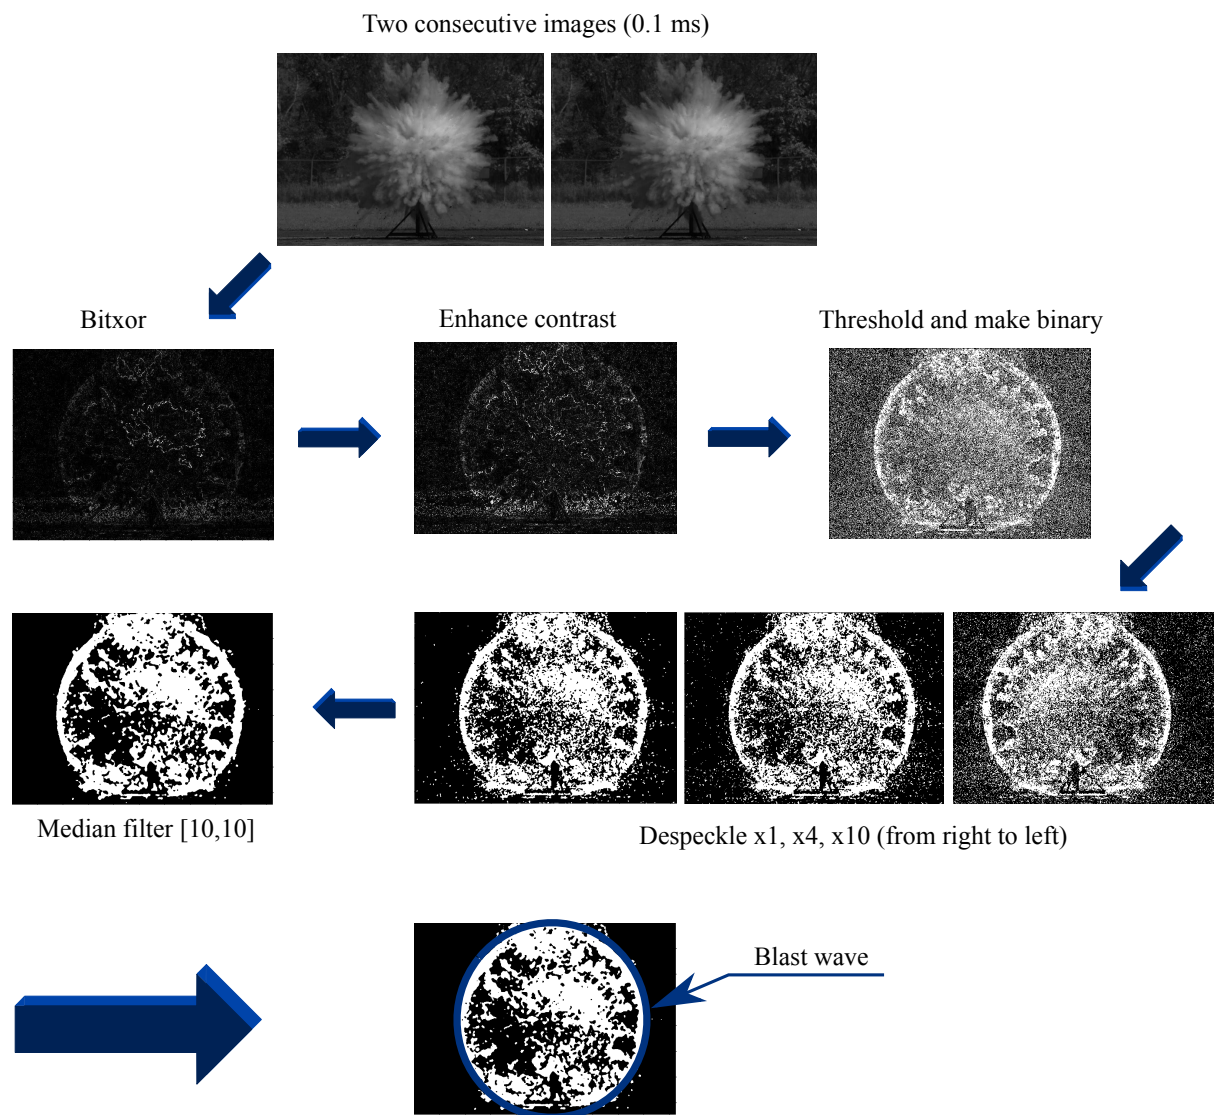 Two consecutive images (0.1 ms)
Bitxor
Enhance contrast
Threshold and make binary
Median filter [10,10]
Despeckle x1, x4, x10 (from right to left)
Blast wave